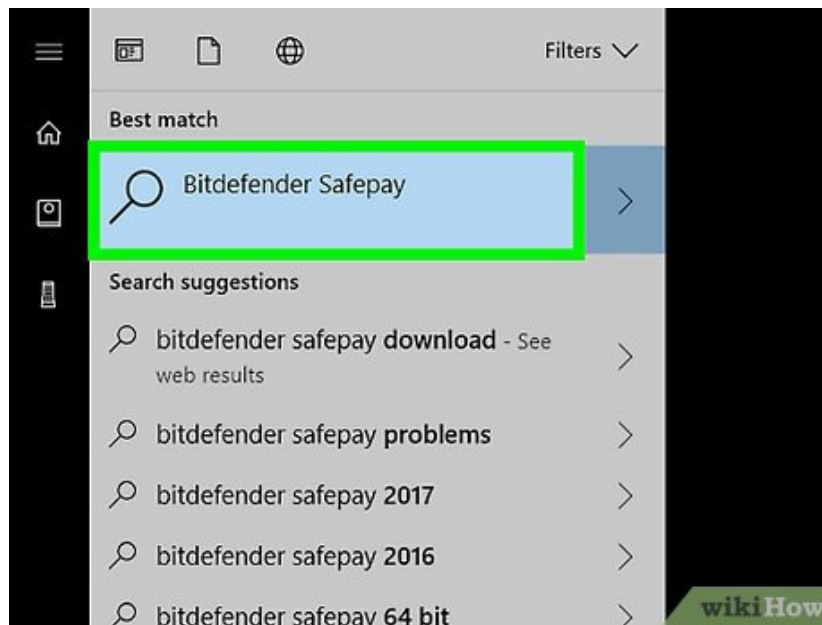 Filters
Best match
Bitdefender Safepay
Search suggestions
bitdefender safepay download - See
web results
bitdefender safepay problems
bitdefender safepay 2017
bitdefender safepay 2016
bitdefender safepay 64 bit
wikiHow